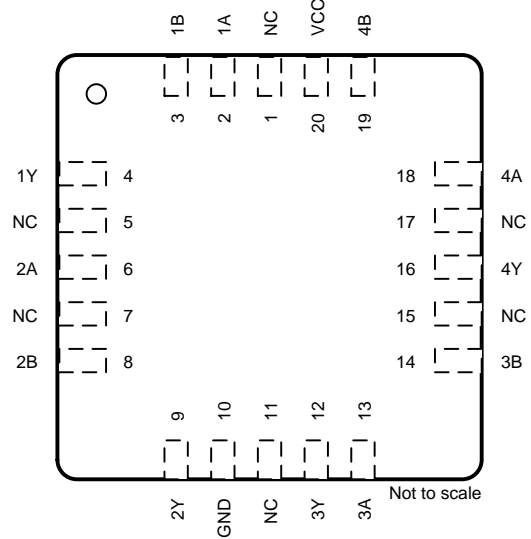 1B 1A NC VCC 4B
3 2 1 20 19
1Y 4 18 4A
NC 5 17 NC
2A 6 16 4Y
NC 7 15 NC
2B 8 14 3B
9 10 11 12 13
2Y GND NC 3Y 3A
Not to scale